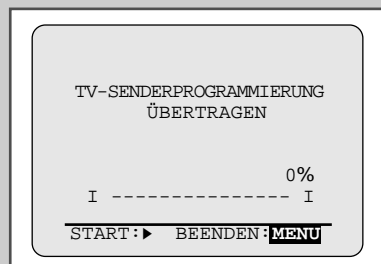 TV-SENDERPROGRAMMIERUNG
ÜBERTRAGEN
0%
I --------------- I
START:▶ BEENDEN:MENU